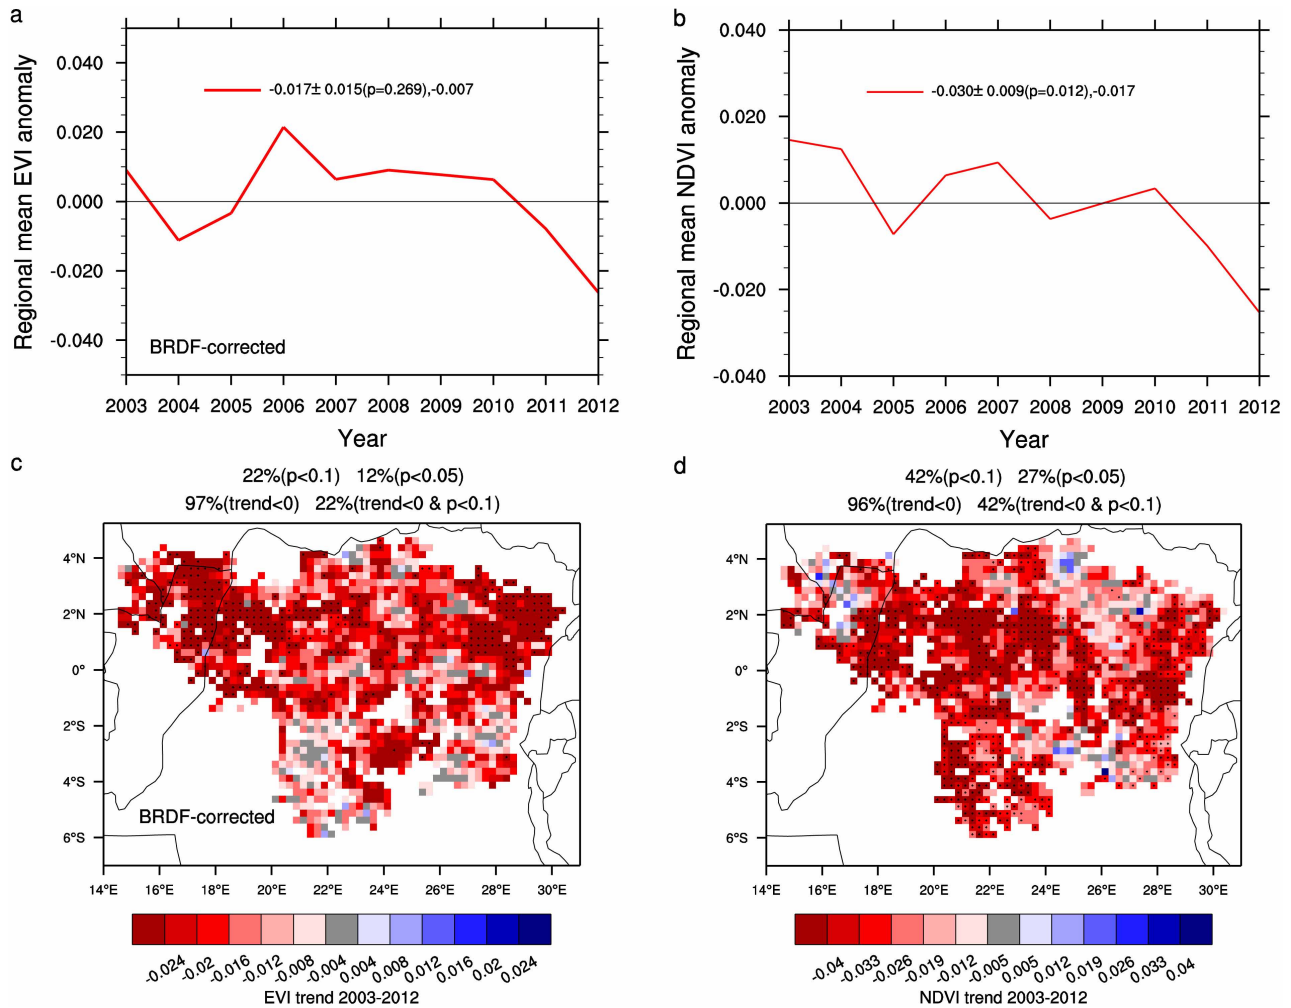 a
Regional mean EVI anomaly
0.040
0.020
0.000
-0.020
-0.040
-0.017± 0.015(p=0.269),-0.007
BRDF-corrected
2003 2004 2005 2006 2007 2008 2009 2010 2011 2012
Year
b
Regional mean NDVI anomaly
0.040
0.020
0.000
-0.020
-0.040
-0.030± 0.009(p=0.012),-0.017
2003 2004 2005 2006 2007 2008 2009 2010 2011 2012
Year
c
22%(p<0.1) 12%(p<0.05)
97%(trend<0) 22%(trend<0 & p<0.1)
4°N
2°N
0°
2°S
4°S
6°S
BRDF-corrected
14°E 16°E 18°E 20°E 22°E 24°E 26°E 28°E 30°E
-0.024 -0.02 -0.016 -0.012 -0.008 -0.004 0.004 0.008 0.012 0.016 0.02 0.024
EVI trend 2003-2012
d
42%(p<0.1) 27%(p<0.05)
96%(trend<0) 42%(trend<0 & p<0.1)
4°N
2°N
0°
2°S
4°S
6°S
14°E 16°E 18°E 20°E 22°E 24°E 26°E 28°E 30°E
-0.04 -0.033 -0.026 -0.019 -0.012 -0.005 0.005 0.012 0.019 0.026 0.033 0.04
NDVI trend 2003-2012